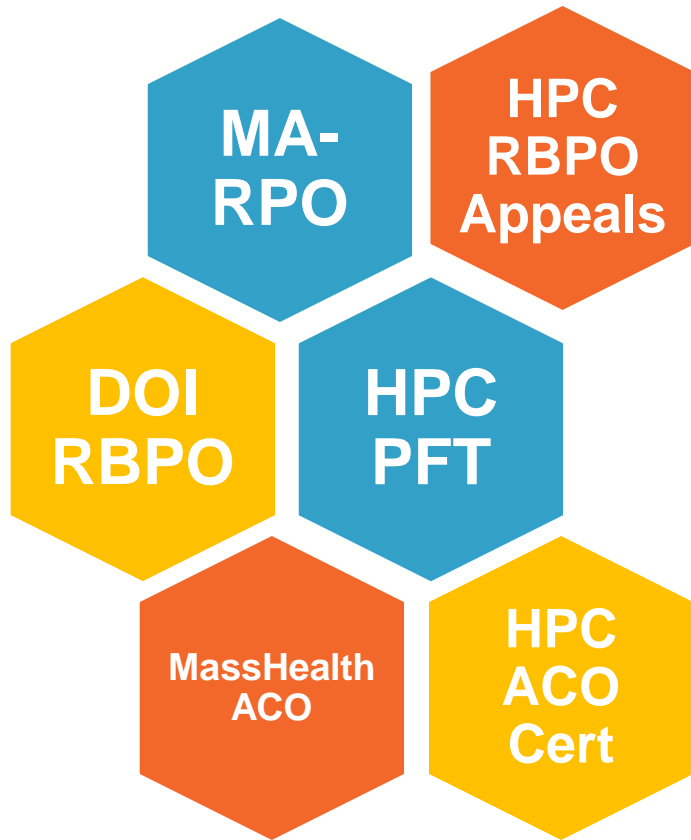 MA-
RPO
HPC
RBPO
Appeals
DOI
RBPO
HPC
PFT
MassHealth
ACO
HPC
ACO
Cert